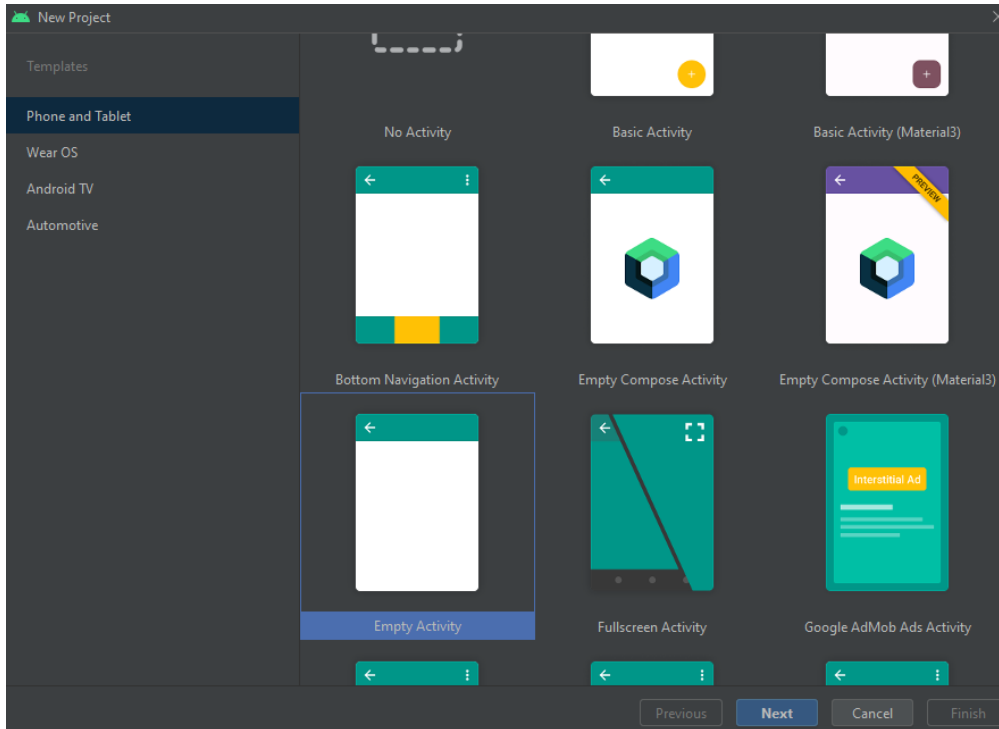 New Project
Templates
Phone and Tablet
Wear OS
Android TV
Automotive
No Activity
Basic Activity
Basic Activity (Material3)
PREVIEW
Bottom Navigation Activity
Empty Compose Activity
Empty Compose Activity (Material3)
Interstitial Ad
Empty Activity
Fullscreen Activity
Google AdMob Ads Activity
Previous
Next
Cancel
Finish